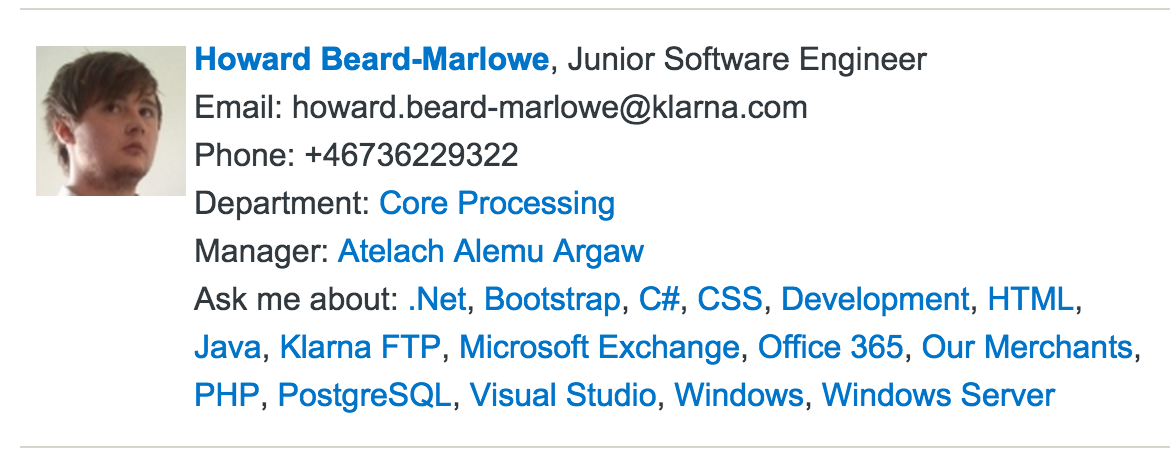 Howard Beard-Marlowe, Junior Software Engineer
Email: howard.beard-marlowe@klarna.com
Phone: +46736229322
Department: Core Processing
Manager: Atelach Alemu Argaw
Ask me about: .Net, Bootstrap, C#, CSS, Development, HTML,
Java, Klarna FTP, Microsoft Exchange, Office 365, Our Merchants,
PHP, PostgreSQL, Visual Studio, Windows, Windows Server